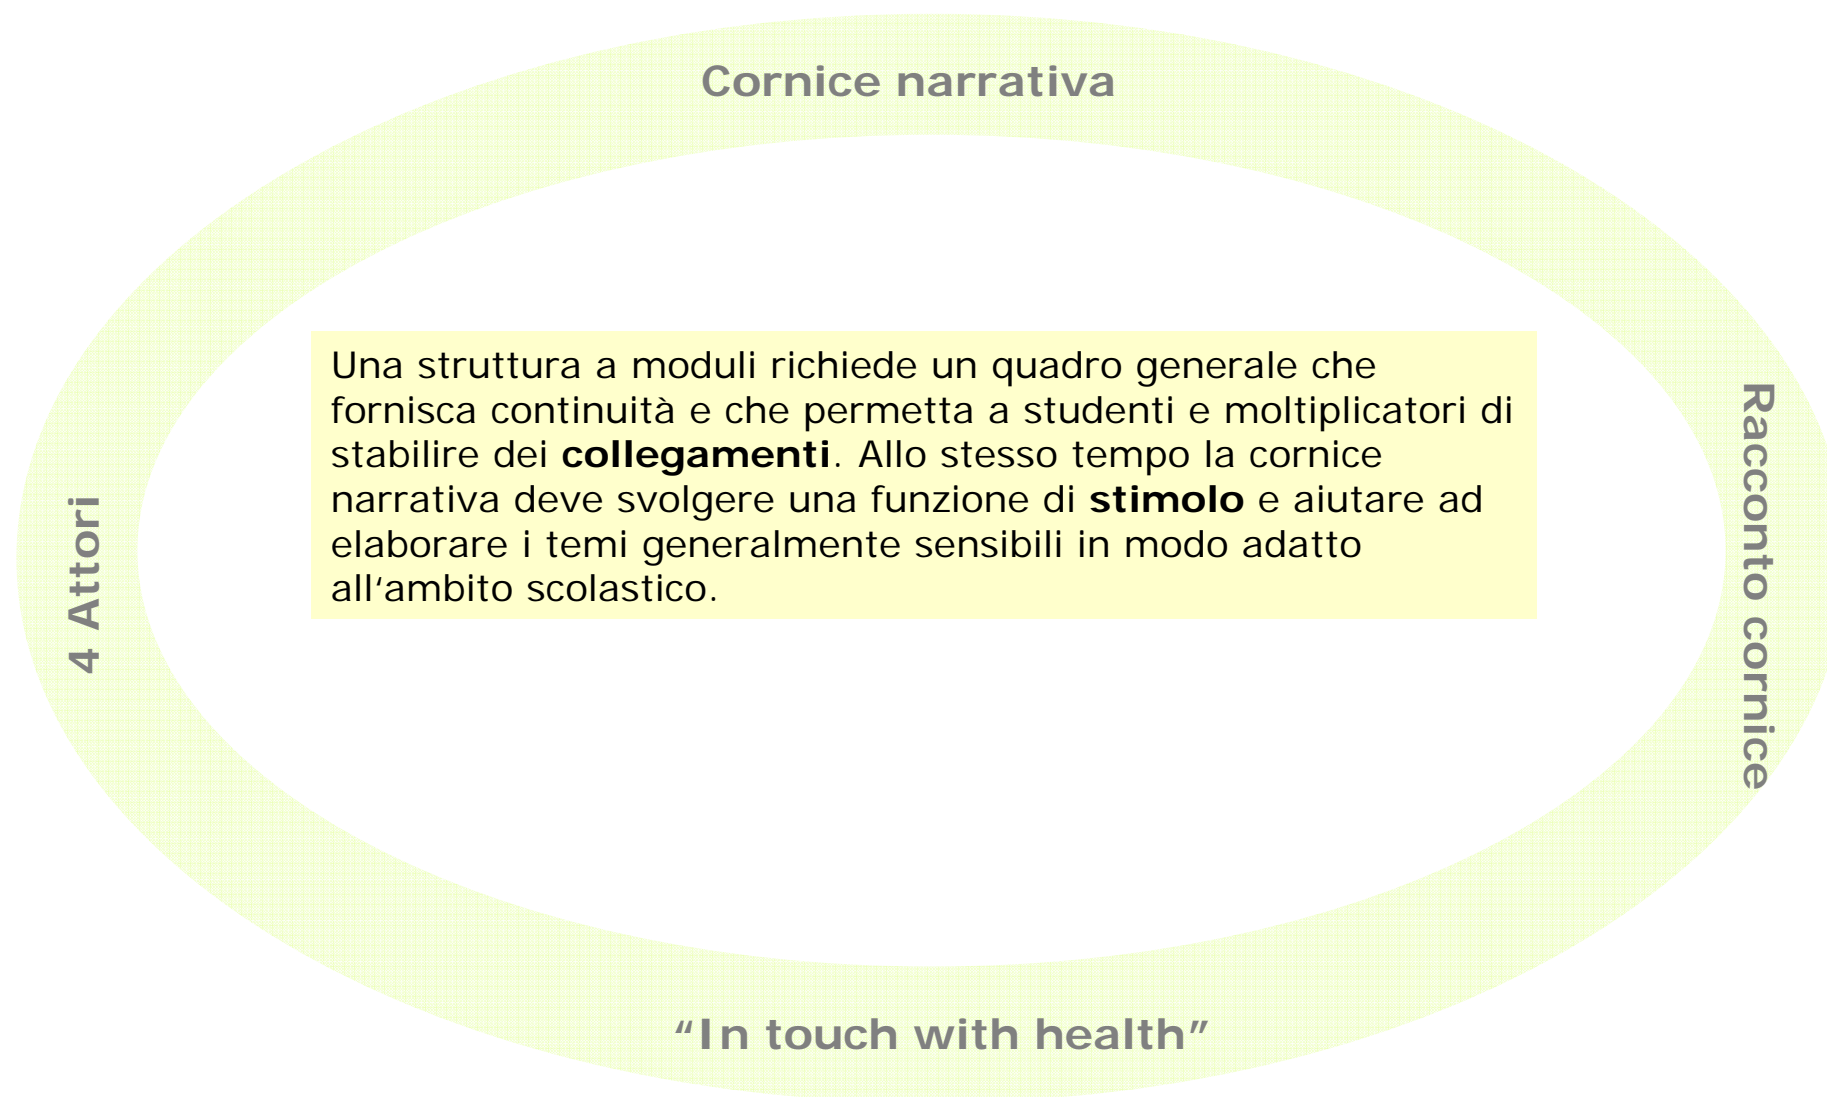 Cornice narrativa
Una struttura a moduli richiede un quadro generale che
fornisca continuità e che permetta a studenti e moltiplicatori di
stabilire dei collegamenti. Allo stesso tempo la cornice
narrativa deve svolgere una funzione di stimolo e aiutare ad
elaborare i temi generalmente sensibili in modo adatto
all‘ambito scolastico.
4 Attori
Racconto cornice
“In touch with health”